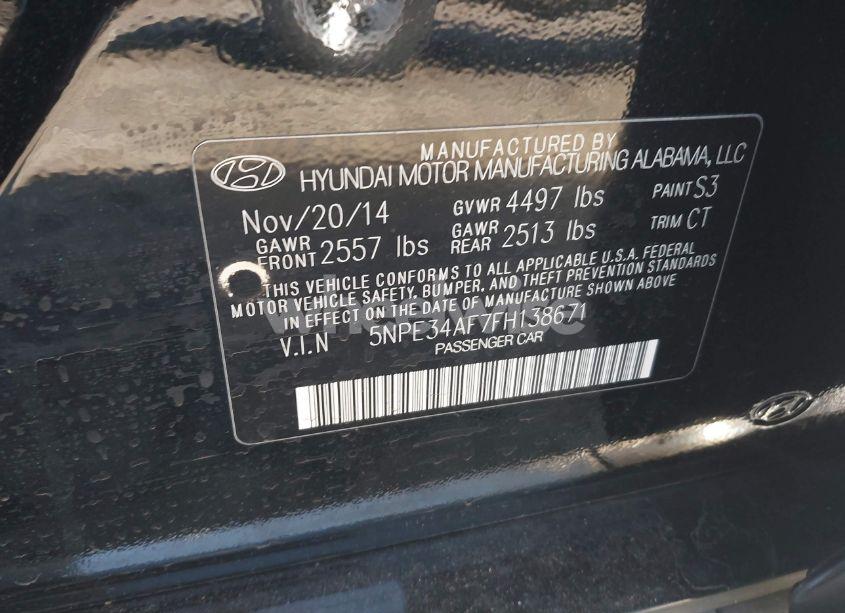 MANUFACTURED BY
HYUNDAI MOTOR MANUFACTURING ALABAMA, LLC
Nov/20/14 GVWR 4497 lbs PAINT S3
GAWR FRONT 2557 lbs GAWR REAR 2513 lbs TRIM CT
THIS VEHICLE CONFORMS TO ALL APPLICABLE U.S.A. FEDERAL
MOTOR VEHICLE SAFETY, BUMPER, AND THEFT PREVENTION STANDARDS
IN EFFECT ON THE DATE OF MANUFACTURE SHOWN ABOVE
V.I.N 5NPE34AF7FH138671
PASSENGER CAR